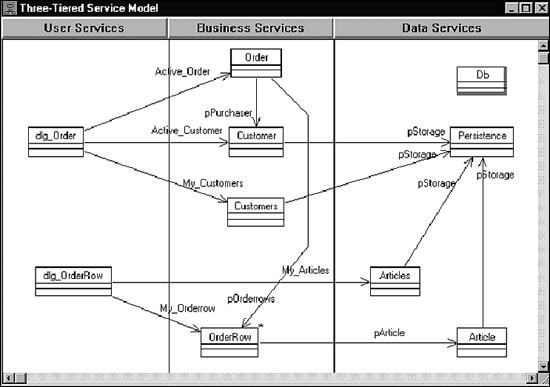 Three-Tiered Service Model
User Services Business Services Data Services
Order
Db
Active_Order
pPurchaser
dlg_Order
Active_Customer
Customer
pStorage
Persistence
pStorage
My_Customers
pStorage
pStorage
Customers
dlg_OrderRow
My_Articles
Articles
pOrderrows
My_Orderrow
OrderRow
*
pArticle
Article